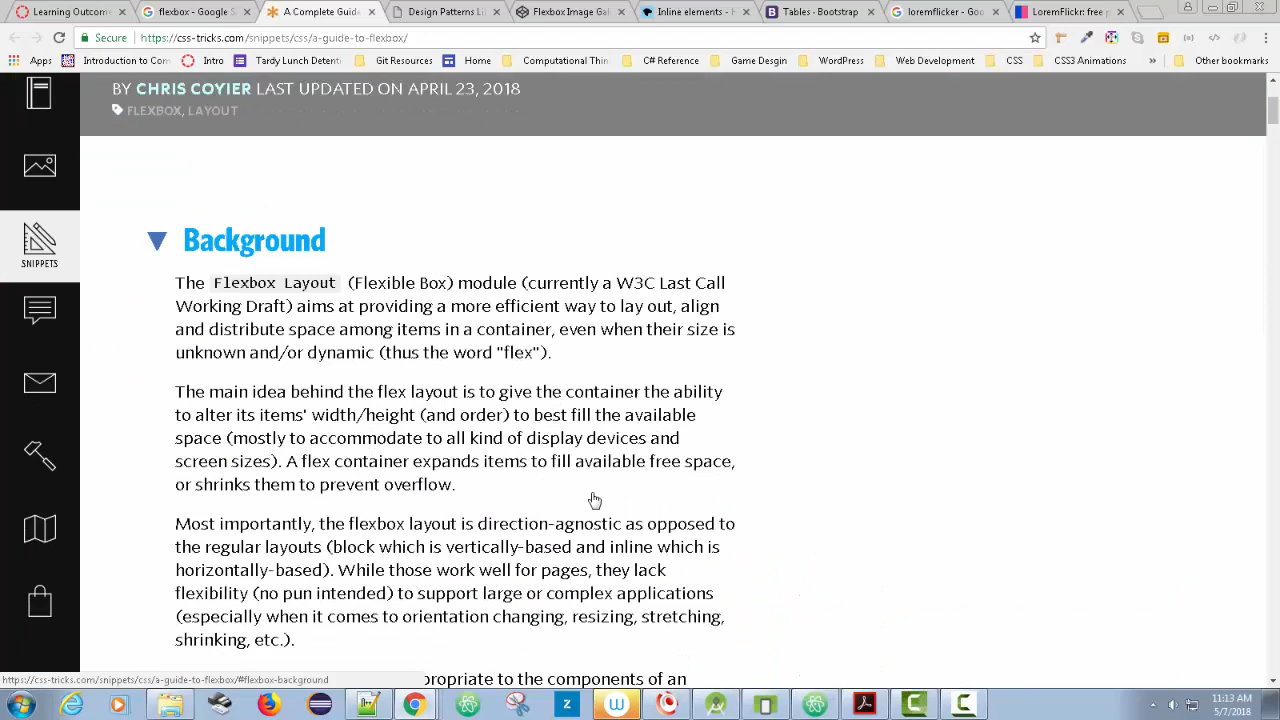 Learning Outcome
flexbox - Google S
A Complete Guide
Design Patterns Li
Flexbox Image Gal
Inline elements - H
Tables - Bootstrap
loremflicker - Goo
LoremFlickr: free p
Secure
https://css-tricks.com/snippets/css/a-guide-to-flexbox/
Apps
Introduction to Com
Intro
Tardy Lunch Detenti
Git Resources
Home
Computational Thin
C# Reference
Game Desgin
WordPress
Web Development
CSS
CSS3 Animations
»
Other bookmarks
BY CHRIS COYIER LAST UPDATED ON APRIL 23, 2018
FLEXBOX, LAYOUT
SNIPPETS
Background
The Flexbox Layout (Flexible Box) module (currently a W3C Last Call
Working Draft) aims at providing a more efficient way to lay out, align
and distribute space among items in a container, even when their size is
unknown and/or dynamic (thus the word "flex").
The main idea behind the flex layout is to give the container the ability
to alter its items' width/height (and order) to best fill the available
space (mostly to accommodate to all kind of display devices and
screen sizes). A flex container expands items to fill available free space,
or shrinks them to prevent overflow.
Most importantly, the flexbox layout is direction-agnostic as opposed to
the regular layouts (block which is vertically-based and inline which is
horizontally-based). While those work well for pages, they lack
flexibility (no pun intended) to support large or complex applications
(especially when it comes to orientation changing, resizing, stretching,
shrinking, etc.).
propriate to the components of an
https://css-tricks.com/snippets/css/a-guide-to-flexbox/#flexbox-background
11:13 AM
5/7/2018